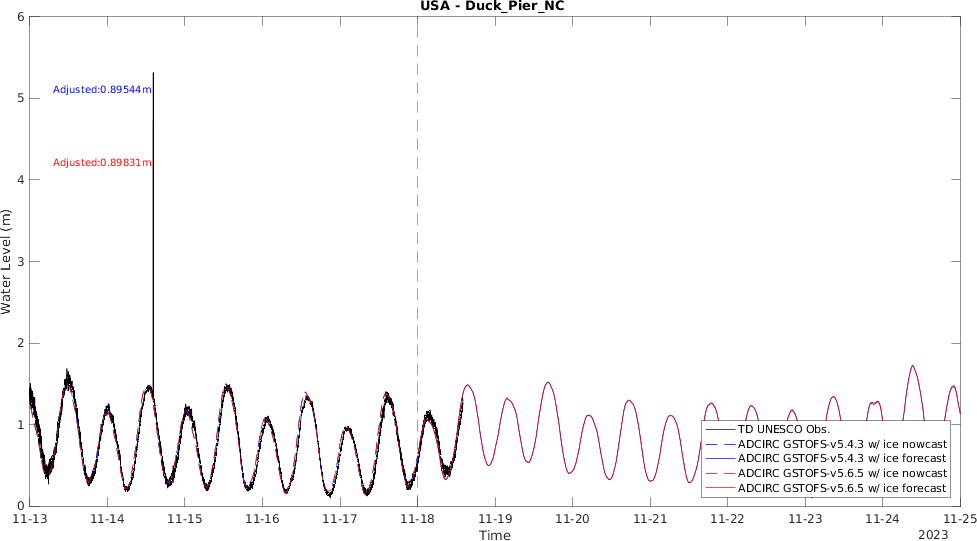 USA - Duck_Pier_NC
6
5
4
3
2
1
0
Water Level (m)
Adjusted:0.89544m
Adjusted:0.89831m
TD UNESCO Obs.
ADCIRC GSTOFS-v5.4.3 w/ ice nowcast
ADCIRC GSTOFS-v5.4.3 w/ ice forecast
ADCIRC GSTOFS-v5.6.5 w/ ice nowcast
ADCIRC GSTOFS-v5.6.5 w/ ice forecast
11-13 11-14 11-15 11-16 11-17 11-18 11-19 11-20 11-21 11-22 11-23 11-24 11-25
Time
2023